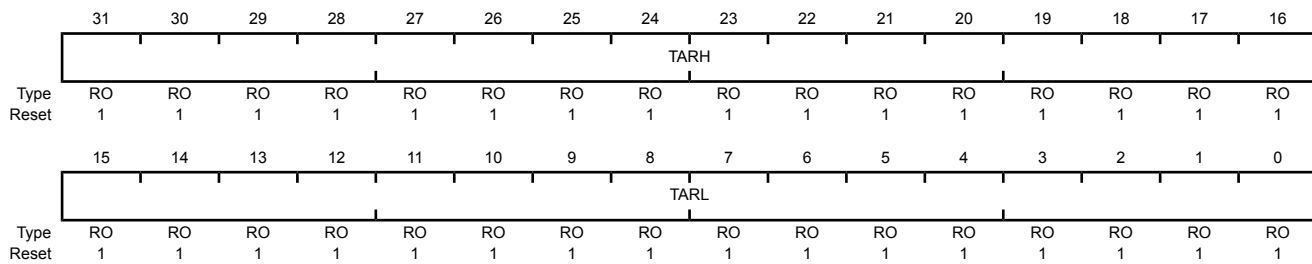 31 30 29 28 27 26 25 24 23 22 21 20 19 18 17 16
TARH
Type RO RO RO RO RO RO RO RO RO RO RO RO RO RO RO RO
Reset 1 1 1 1 1 1 1 1 1 1 1 1 1 1 1 1
15 14 13 12 11 10 9 8 7 6 5 4 3 2 1 0
TARL
Type RO RO RO RO RO RO RO RO RO RO RO RO RO RO RO RO
Reset 1 1 1 1 1 1 1 1 1 1 1 1 1 1 1 1